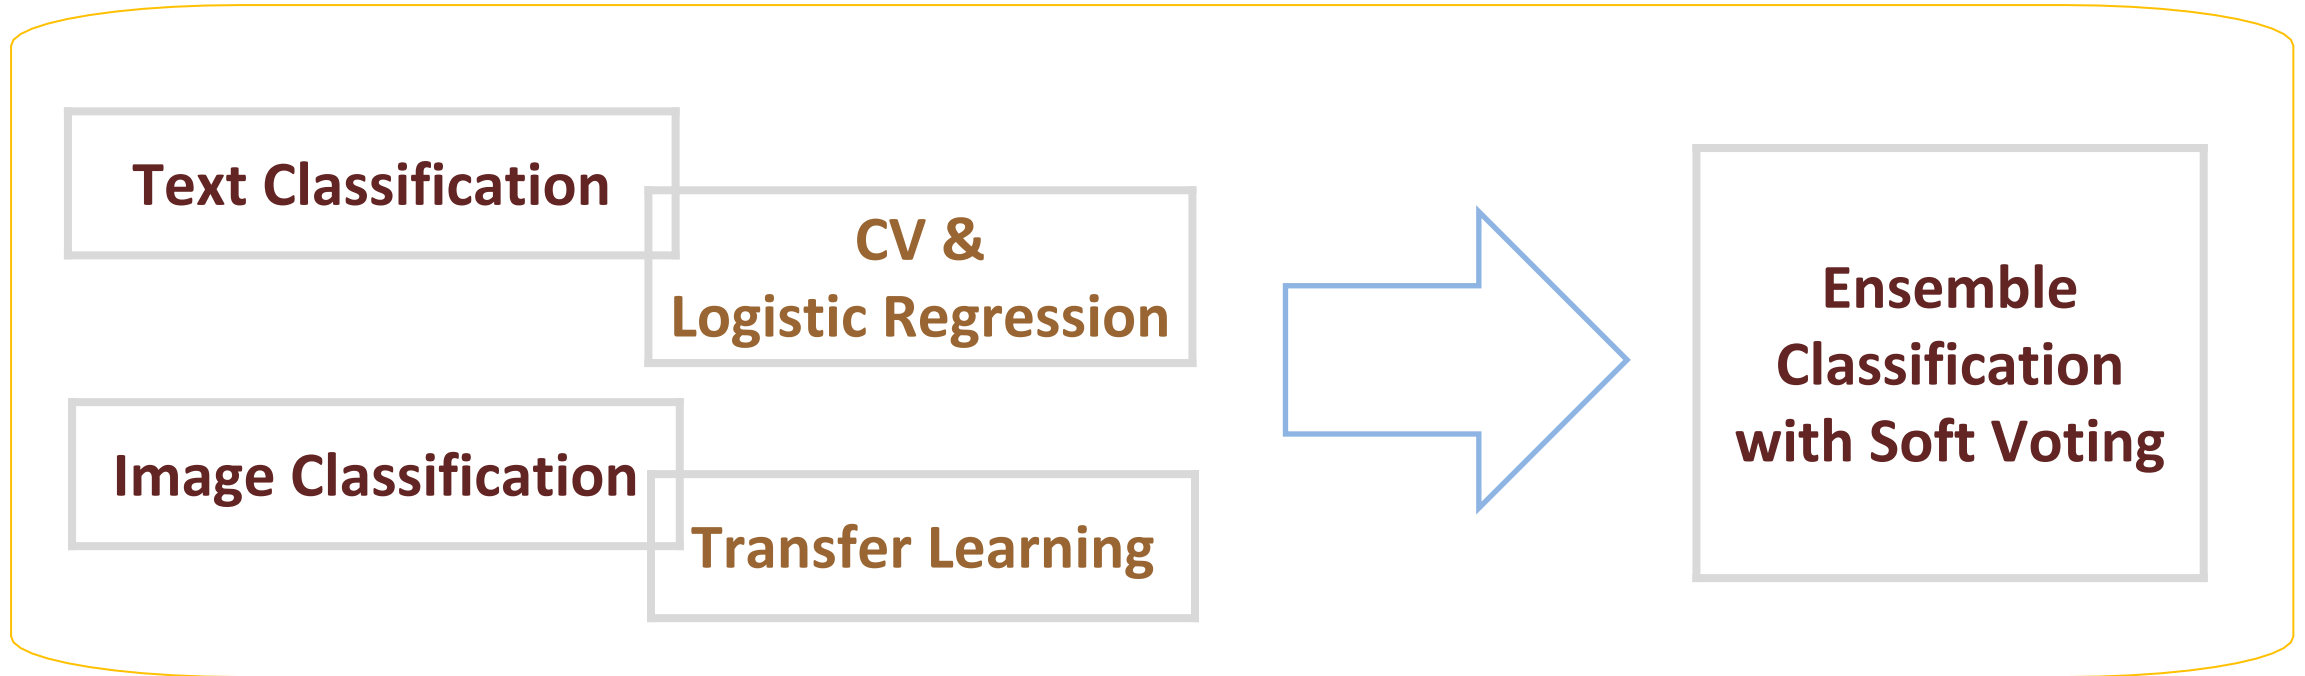 Text Classification
CV &
Logistic Regression
Image Classification
Transfer Learning
Ensemble
Classification
with Soft Voting